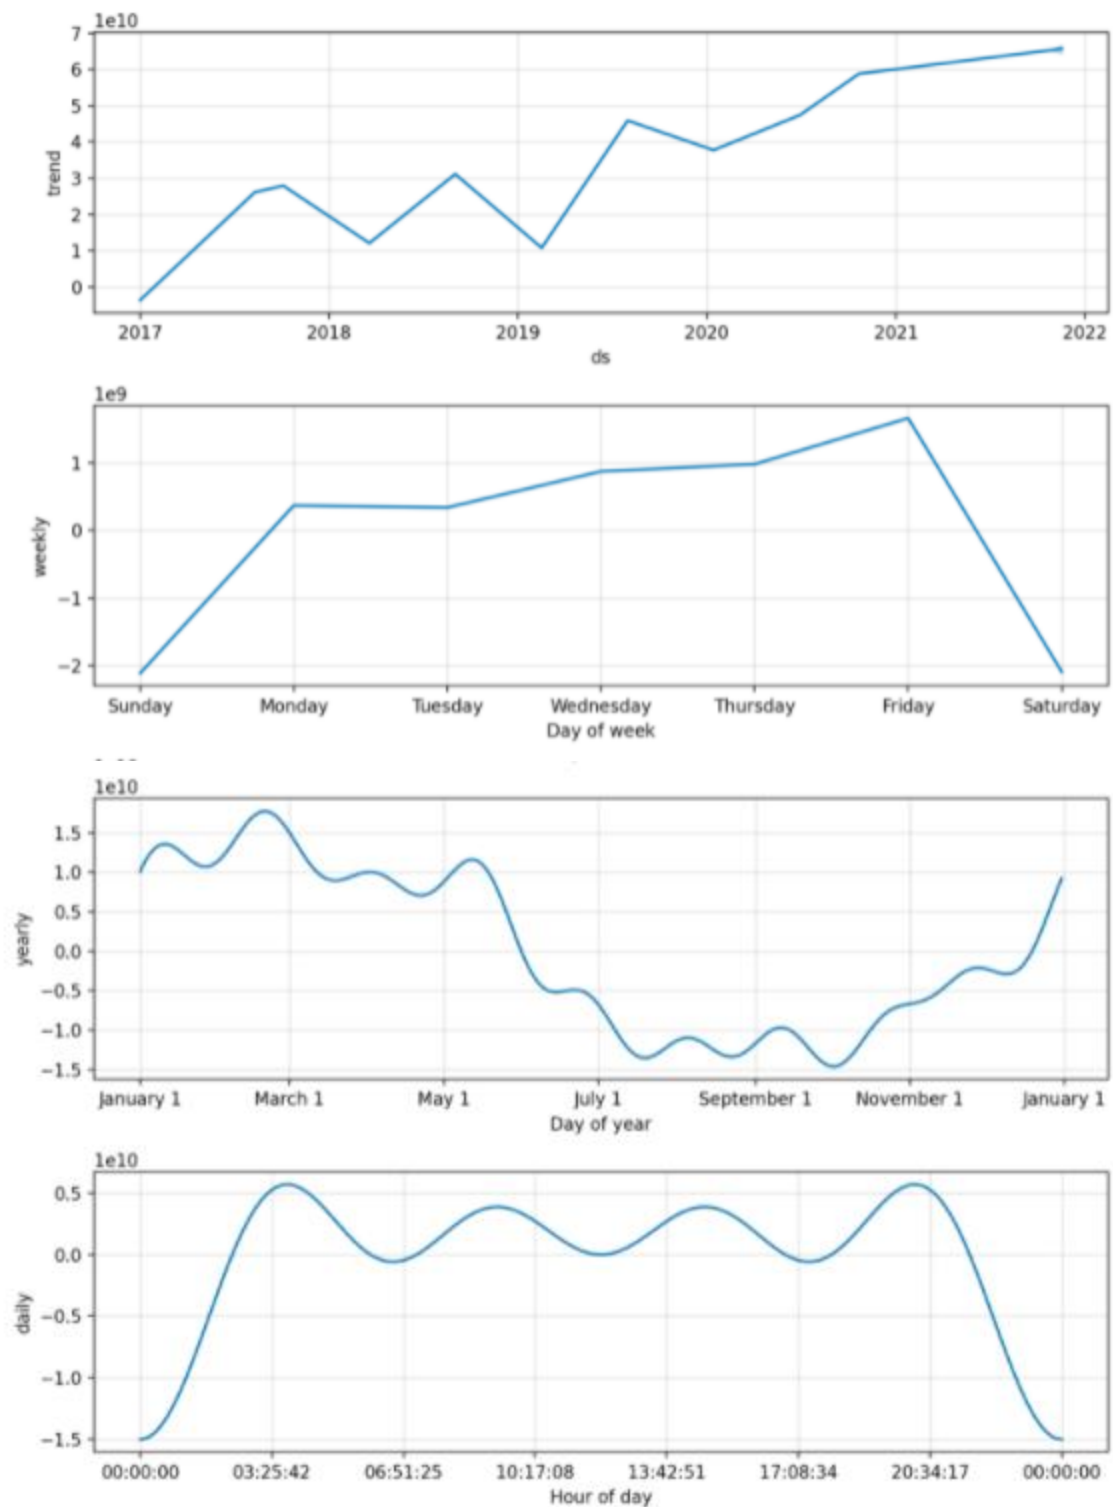 1e10
7
6
5
4
3
2
1
0
trend
2017 2018 2019 2020 2021 2022
ds
1e9
1
0
−1
−2
weekly
Sunday Monday Tuesday Wednesday Thursday Friday Saturday
Day of week
1e10
1.5
1.0
0.5
0.0
−0.5
−1.0
−1.5
yearly
January 1 March 1 May 1 July 1 September 1 November 1 January 1
Day of year
1e10
0.5
0.0
−0.5
−1.0
−1.5
daily
00:00:00 03:25:42 06:51:25 10:17:08 13:42:51 17:08:34 20:34:17 00:00:00
Hour of day